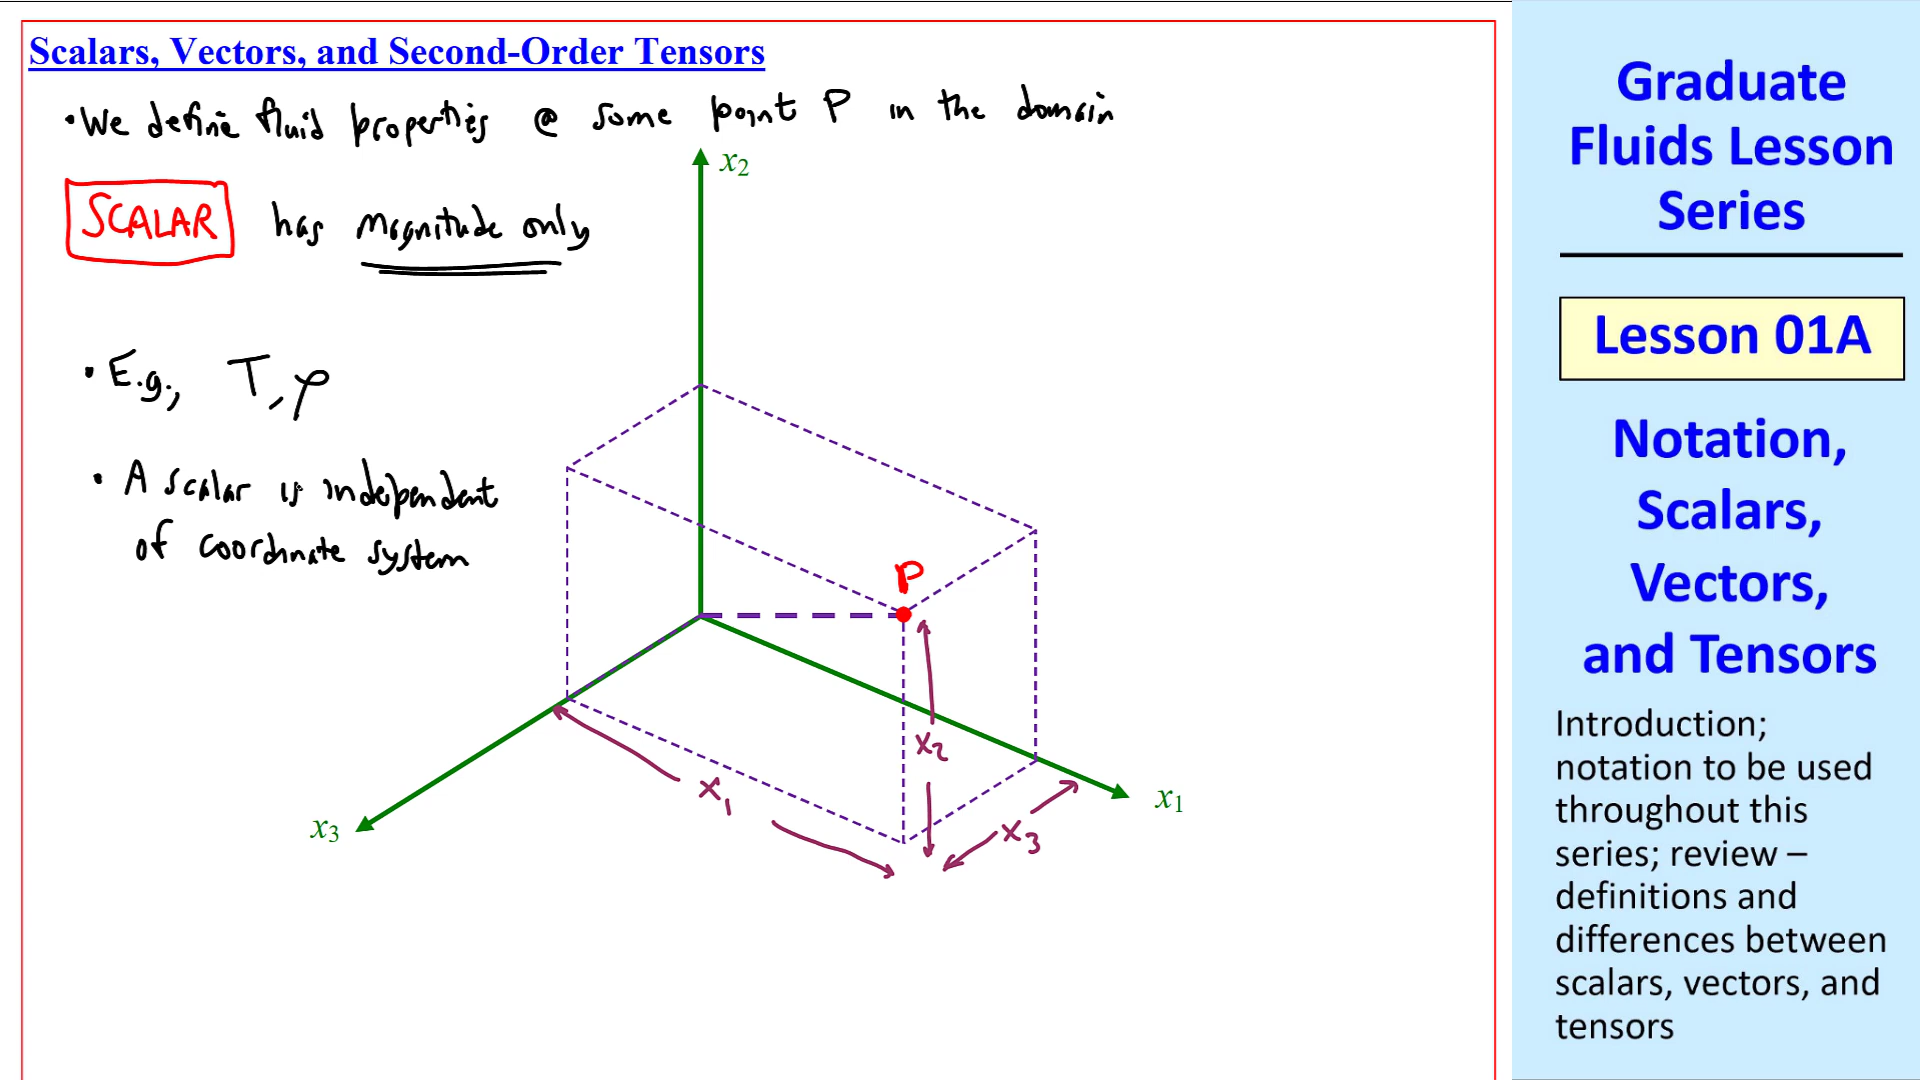 Scalars, Vectors, and Second-Order Tensors
• We define fluid properties @ some point P in the domain
SCALAR has magnitude only
• E.g., T, ρ
• A scalar is independent
of coordinate system
x2
P
x2
x1
x3
x1
x3
Graduate
Fluids Lesson
Series
Lesson 01A
Notation,
Scalars,
Vectors,
and Tensors
Introduction;
notation to be used
throughout this
series; review –
definitions and
differences between
scalars, vectors, and
tensors